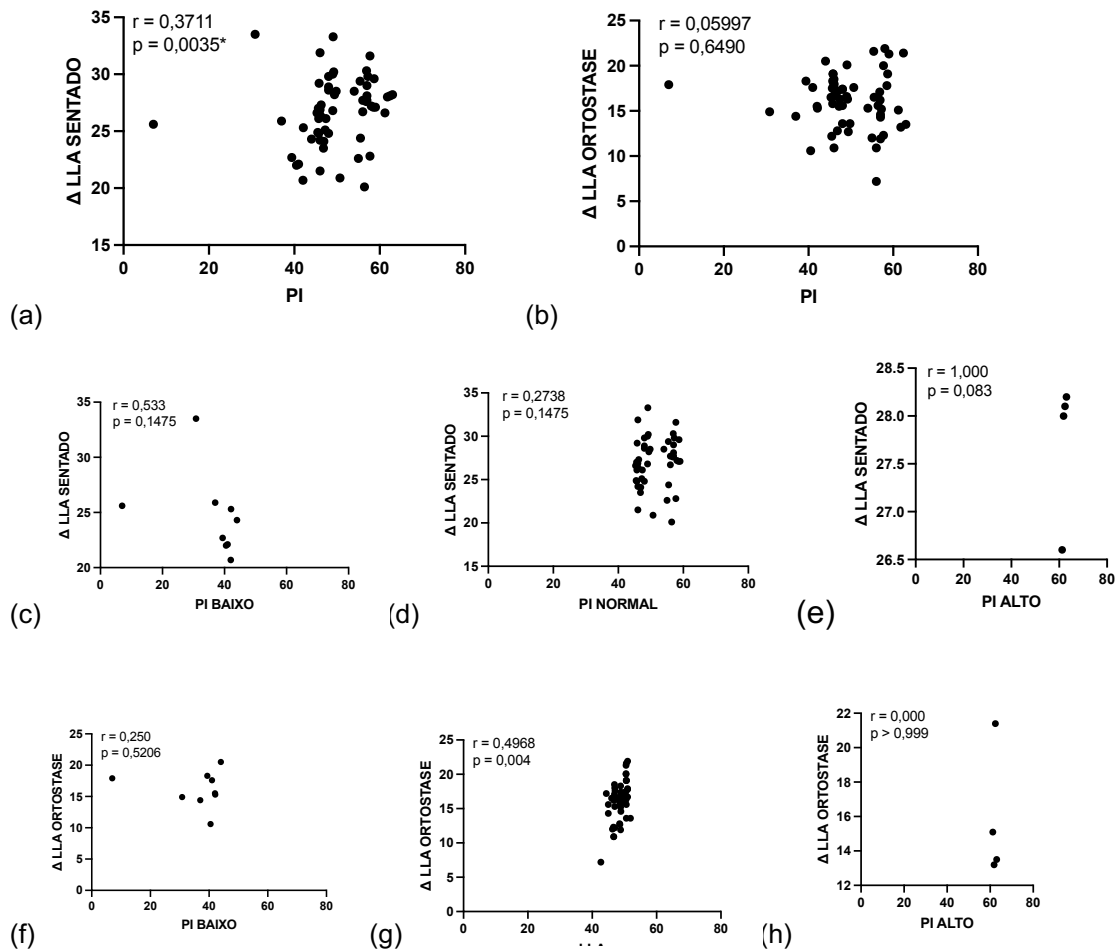 r = 0,3711
p = 0,0035*
Δ LLA SENTADO
35
30
25
20
15
0 20 40 60 80
PI
(a)
r = 0,05997
p = 0,6490
Δ LLA ORTOSTASE
25
20
15
10
5
0
0 20 40 60 80
PI
(b)
r = 0,533
p = 0,1475
Δ LLA SENTADO
35
30
25
20
0 20 40 60 80
PI BAIXO
(c)
r = 0,2738
p = 0,1475
Δ LLA SENTADO
35
30
25
20
15
0 20 40 60 80
PI NORMAL
(d)
r = 1,000
p = 0,083
Δ LLA SENTADO
28.5
28.0
27.5
27.0
26.5
0 20 40 60 80
PI ALTO
(e)
r = 0,250
p = 0,5206
Δ LLA ORTOSTASE
25
20
15
10
5
0
0 20 40 60 80
PI BAIXO
(f)
r = 0,4968
p = 0,004
Δ LLA ORTOSTASE
25
20
15
10
5
0
0 20 40 60 80
(g)
r = 0,000
p > 0,999
Δ LLA ORTOSTASE
22
20
18
16
14
12
0 20 40 60 80
PI ALTO
(h)